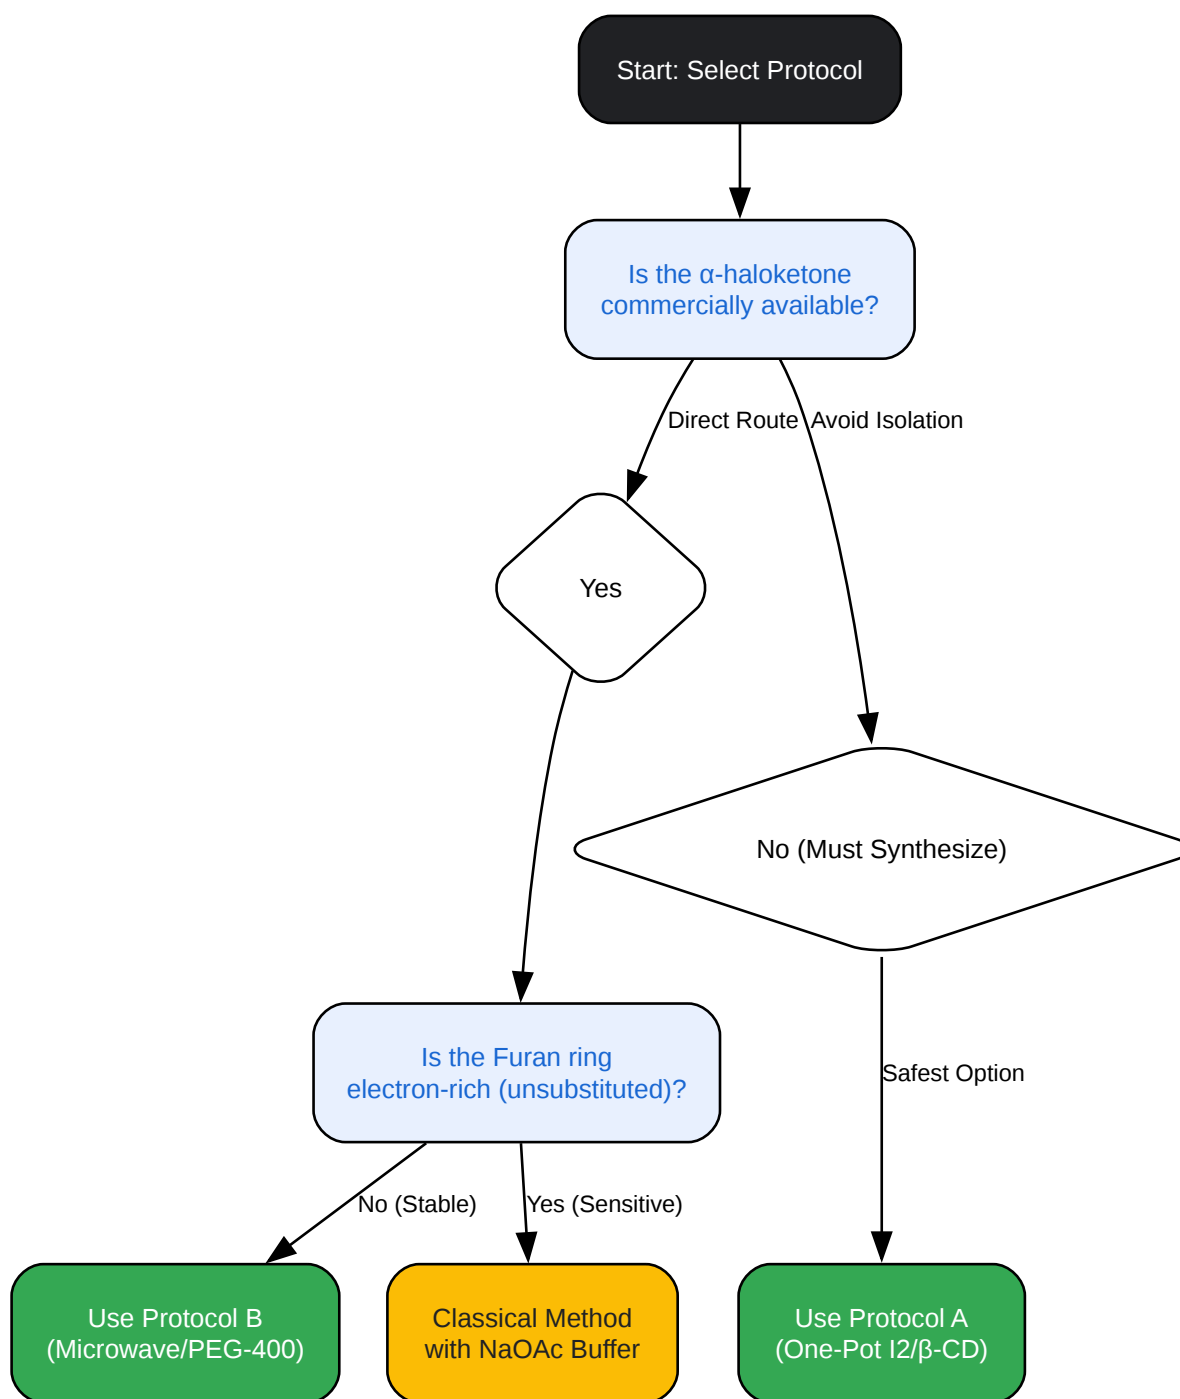 Start: Select Protocol
Is the α-haloketone
commercially available?
Direct Route
Avoid Isolation
Yes
No (Must Synthesize)
Is the Furan ring
electron-rich (unsubstituted)?
Safest Option
No (Stable)
Yes (Sensitive)
Use Protocol B
(Microwave/PEG-400)
Classical Method
with NaOAc Buffer
Use Protocol A
(One-Pot I2/β-CD)